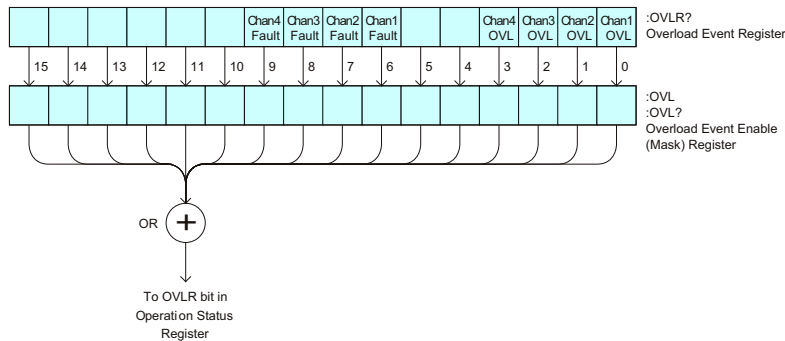 Chan4 Fault
Chan3 Fault
Chan2 Fault
Chan1 Fault
Chan4 OVL
Chan3 OVL
Chan2 OVL
Chan1 OVL
:OVLR?
Overload Event Register
15 14 13 12 11 10 9 8 7 6 5 4 3 2 1 0
:OVL
:OVL?
Overload Event Enable
(Mask) Register
OR +
To OVLR bit in
Operation Status
Register